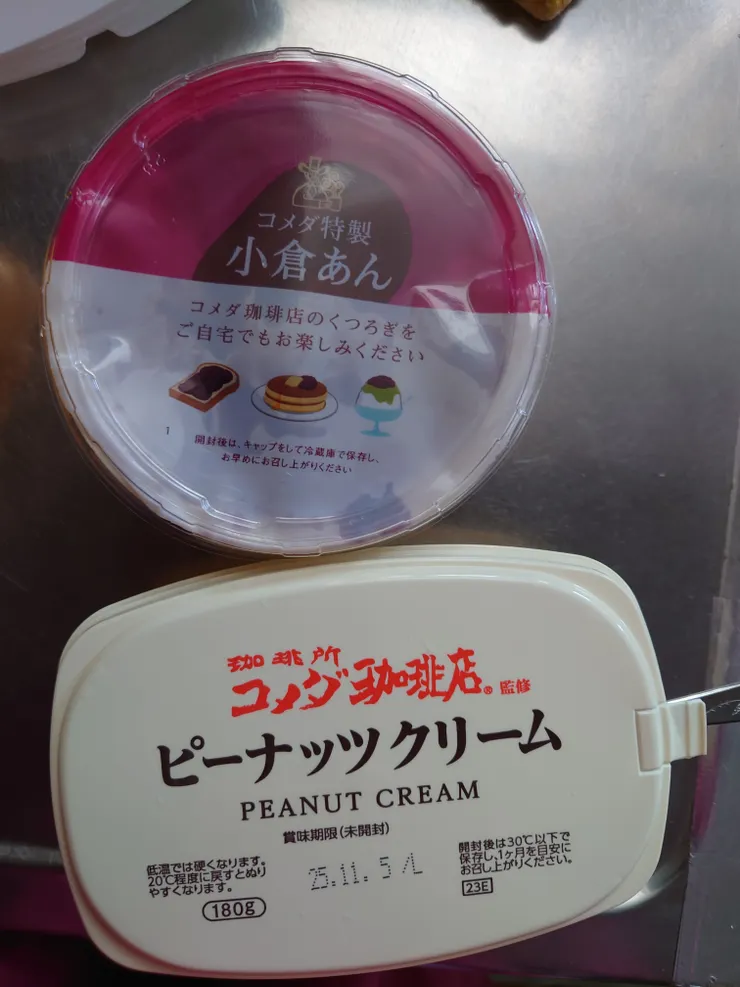 コメダ特製
小倉あん
コメダ珈琲店のくつろぎを
ご自宅でもお楽しみください
1
開封後は、キャップをして冷蔵庫で保存し、
お早めにお召し上がりください
珈琲所
コメダ珈琲店® 監修
ピーナッツクリーム
PEANUT CREAM
賞味期限(未開封)
25.11. 5 /L
低温では硬くなります。
20℃程度に戻すとぬり
やすくなります。
180g
開封後は30℃以下で
保存し、1ヶ月を目安に
お召し上がりください。
23E